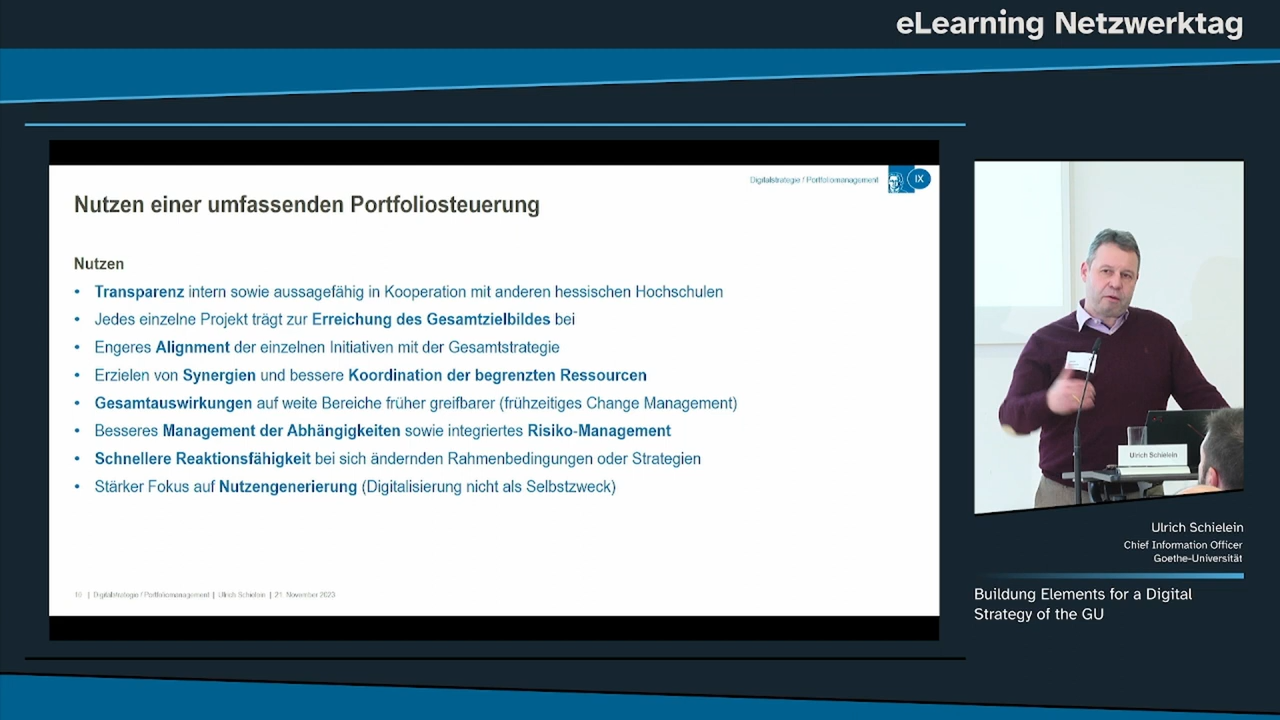 eLearning Netzwerktag
Digitalstrategie / Portfoliomanagement
IX
Nutzen einer umfassenden Portfoliosteuerung
Nutzen
• Transparenz intern sowie aussagefähig in Kooperation mit anderen hessischen Hochschulen
• Jedes einzelne Projekt trägt zur Erreichung des Gesamtzielbildes bei
• Engeres Alignment der einzelnen Initiativen mit der Gesamtstrategie
• Erzielen von Synergien und bessere Koordination der begrenzten Ressourcen
• Gesamtauswirkungen auf weite Bereiche früher greifbarer (frühzeitiges Change Management)
• Besseres Management der Abhängigkeiten sowie integriertes Risiko-Management
• Schnellere Reaktionsfähigkeit bei sich ändernden Rahmenbedingungen oder Strategien
• Stärker Fokus auf Nutzengenerierung (Digitalisierung nicht als Selbstzweck)
| Digitalstrategie / Portfoliomanagement | Ulrich Schielein | 21. November 2023
Ulrich Schielein
Ulrich Schielein
Chief Information Officer
Goethe-Universität
Buildung Elements for a Digital
Strategy of the GU